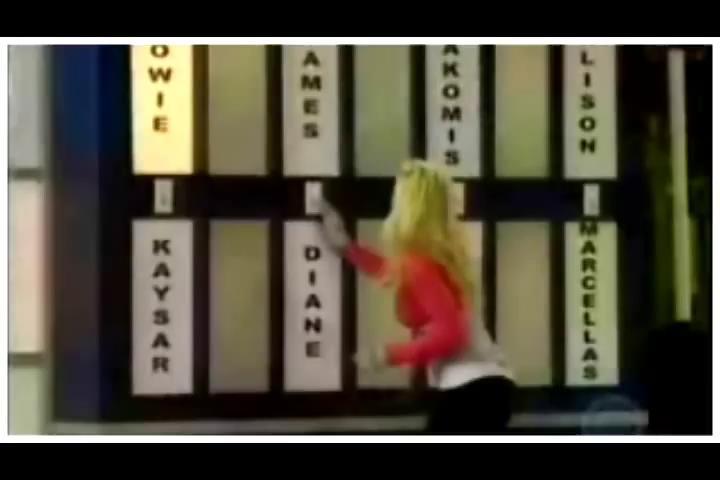 OWIE
AMES
AKOMIS
LISON
KAYSAR
DIANE
MARCELLAS